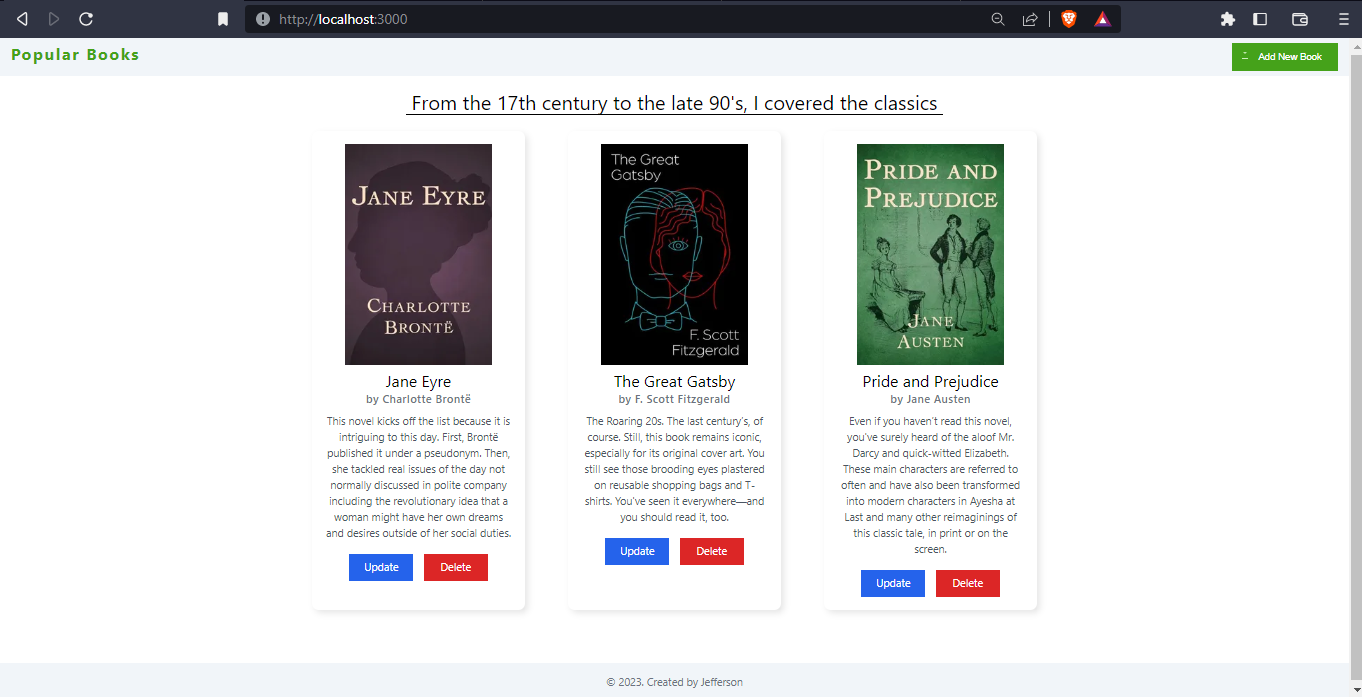 http://localhost:3000
Popular Books
Add New Book
From the 17th century to the late 90's, I covered the classics
JANE EYRE
CHARLOTTE
BRONTË
Jane Eyre
by Charlotte Brontë
This novel kicks off the list because it is
intriguing to this day. First, Brontë
published it under a pseudonym. Then,
she tackled real issues of the day not
normally discussed in polite company
including the revolutionary idea that a
woman might have her own dreams
and desires outside of her social duties.
Update
Delete
The Great
Gatsby
F. Scott
Fitzgerald
The Great Gatsby
by F. Scott Fitzgerald
The Roaring 20s. The last century's, of
course. Still, this book remains iconic,
especially for its original cover art. You
still see those brooding eyes plastered
on reusable shopping bags and T-
shirts. You've seen it everywhere—and
you should read it, too.
Update
Delete
PRIDE AND
PREJUDICE
JANE
AUSTEN
Pride and Prejudice
by Jane Austen
Even if you haven't read this novel,
you've surely heard of the aloof Mr.
Darcy and quick-witted Elizabeth.
These main characters are referred to
often and have also been transformed
into modern characters in Ayesha at
Last and many other reimaginings of
this classic tale, in print or on the
screen.
Update
Delete
© 2023. Created by Jefferson